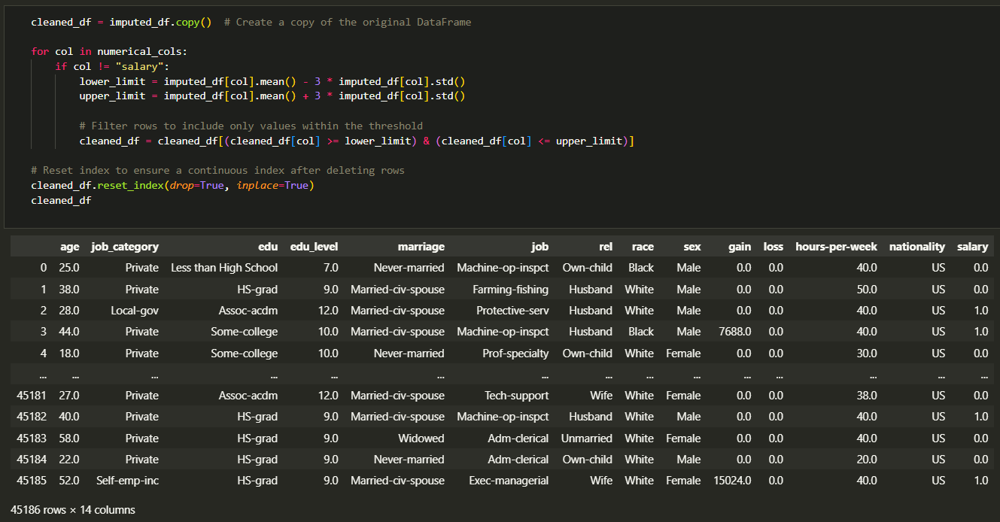 cleaned_df = imputed_df.copy()  # Create a copy of the original DataFrame
for col in numerical_cols:
    if col != "salary":
        lower_limit = imputed_df[col].mean() - 3 * imputed_df[col].std()
        upper_limit = imputed_df[col].mean() + 3 * imputed_df[col].std()
        # Filter rows to include only values within the threshold
        cleaned_df = cleaned_df[(cleaned_df[col] >= lower_limit) & (cleaned_df[col] <= upper_limit)]
# Reset index to ensure a continuous index after deleting rows
cleaned_df.reset_index(drop=True, inplace=True)
cleaned_df
age job_category edu edu_level marriage job rel race sex gain loss hours-per-week nationality salary
0 25.0 Private Less than High School 7.0 Never-married Machine-op-inspct Own-child Black Male 0.0 0.0 40.0 US 0.0
1 38.0 Private HS-grad 9.0 Married-civ-spouse Farming-fishing Husband White Male 0.0 0.0 50.0 US 0.0
2 28.0 Local-gov Assoc-acdm 12.0 Married-civ-spouse Protective-serv Husband White Male 0.0 0.0 40.0 US 1.0
3 44.0 Private Some-college 10.0 Married-civ-spouse Machine-op-inspct Husband Black Male 7688.0 0.0 40.0 US 1.0
4 18.0 Private Some-college 10.0 Never-married Prof-specialty Own-child White Female 0.0 0.0 30.0 US 0.0
... ... ... ... ... ... ... ... ... ... ... ... ... ... ...
45181 27.0 Private Assoc-acdm 12.0 Married-civ-spouse Tech-support Wife White Female 0.0 0.0 38.0 US 0.0
45182 40.0 Private HS-grad 9.0 Married-civ-spouse Machine-op-inspct Husband White Male 0.0 0.0 40.0 US 1.0
45183 58.0 Private HS-grad 9.0 Widowed Adm-clerical Unmarried White Female 0.0 0.0 40.0 US 0.0
45184 22.0 Private HS-grad 9.0 Never-married Adm-clerical Own-child White Male 0.0 0.0 20.0 US 0.0
45185 52.0 Self-emp-inc HS-grad 9.0 Married-civ-spouse Exec-managerial Wife White Female 15024.0 0.0 40.0 US 1.0
45186 rows × 14 columns